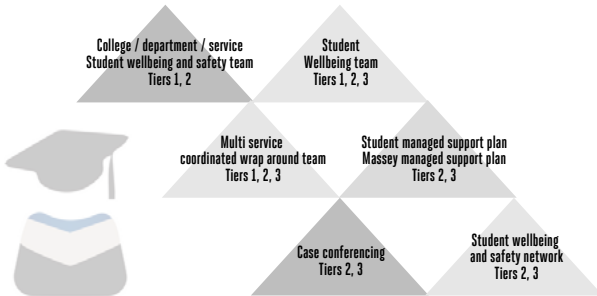 College / department / service
Student wellbeing and safety team
Tiers 1, 2
Student
Wellbeing team
Tiers 1, 2, 3
Multi service
coordinated wrap around team
Tiers 1, 2, 3
Student managed support plan
Massey managed support plan
Tiers 2, 3
Case conferencing
Tiers 2, 3
Student wellbeing
and safety network
Tiers 2, 3